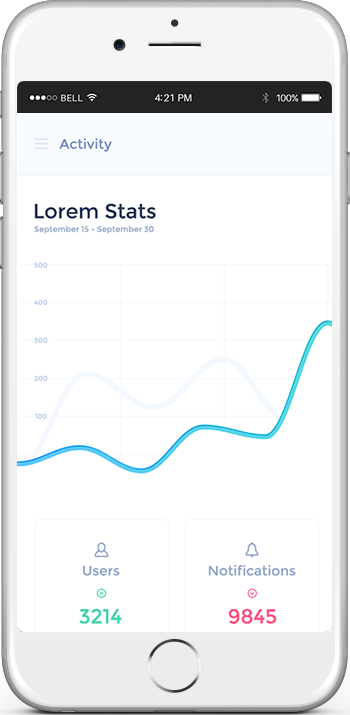 BELL 4:21 PM 100%
Activity
Lorem Stats
September 15 - September 30
500
400
300
200
100
Users Notifications
3214 9845